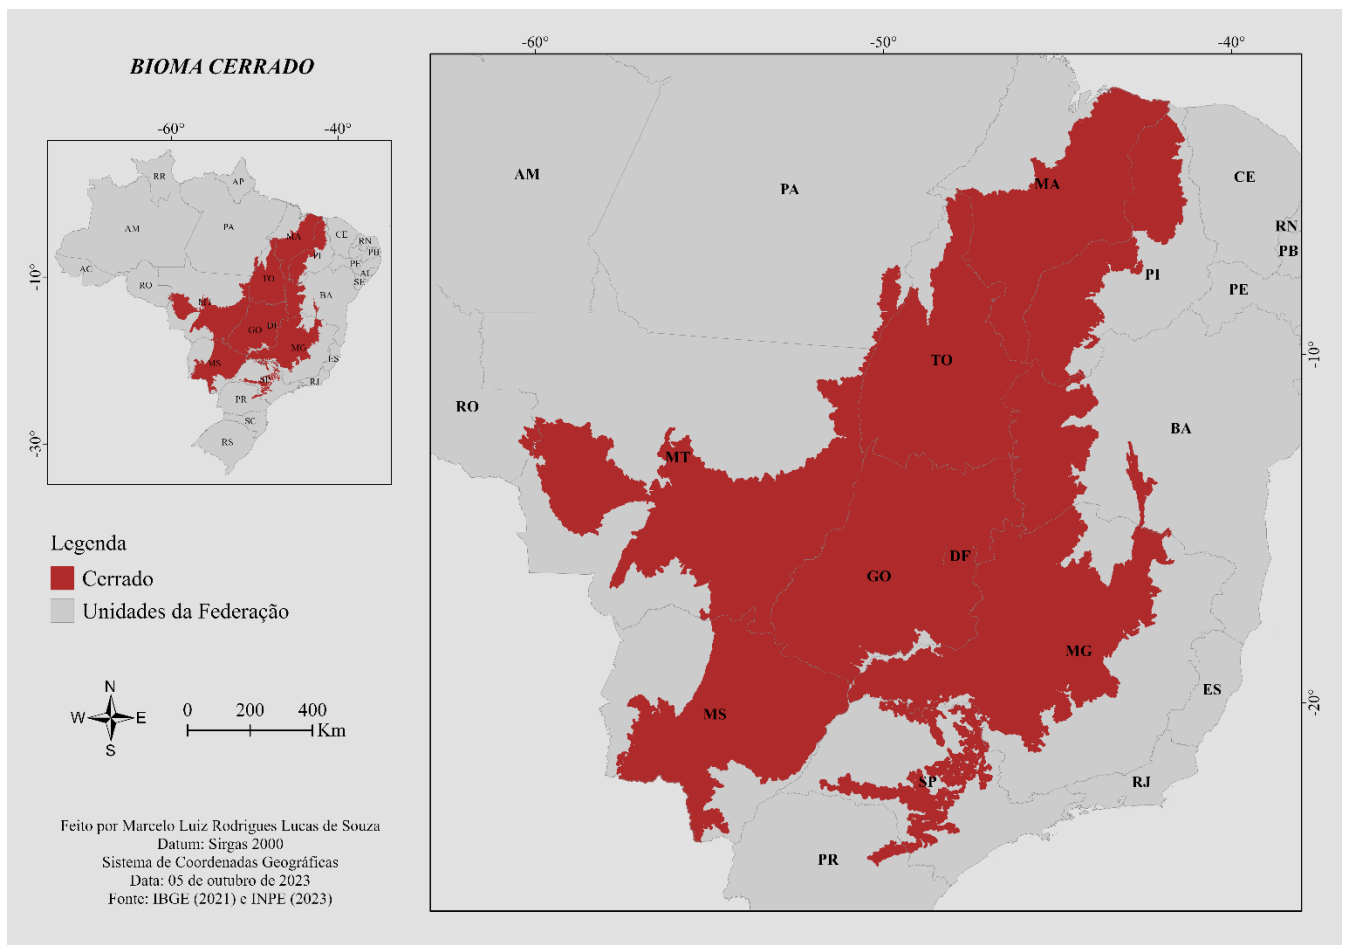 BIOMA CERRADO
-60°
-40°
-10°
-30°
RR
AP
AM
PA
MA
CE
RN
PB
PI
PE
AL
SE
AC
RO
TO
BA
MT
GO
DF
MG
ES
MS
SP
RJ
PR
SC
RS
Legenda
Cerrado
Unidades da Federação
N
W
E
S
0 200 400
Km
Feito por Marcelo Luiz Rodrigues Lucas de Souza
Datum: Sirgas 2000
Sistema de Coordenadas Geográficas
Data: 05 de outubro de 2023
Fonte: IBGE (2021) e INPE (2023)
-60°
-50°
-40°
-10°
-20°
AM
PA
MA
CE
RN
PB
PI
PE
TO
RO
BA
MT
DF
GO
MG
ES
MS
SP
RJ
PR